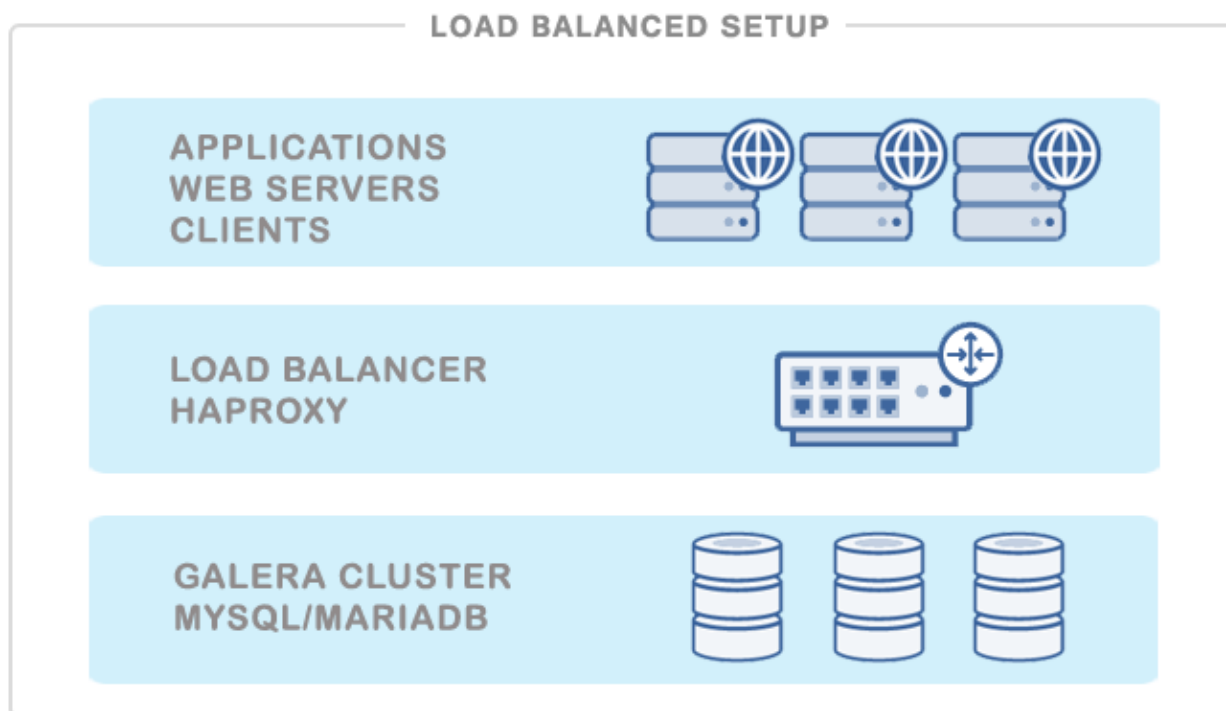 LOAD BALANCED SETUP
APPLICATIONS
WEB SERVERS
CLIENTS
LOAD BALANCER
HAPROXY
GALERA CLUSTER
MYSQL/MARIADB